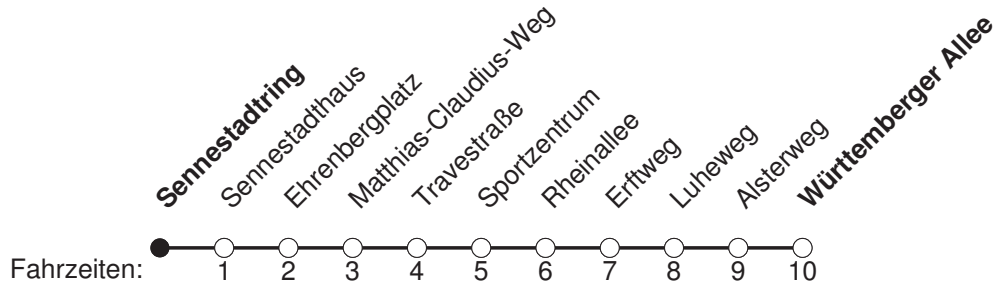 Sennestadtring
Sennestadthaus
Ehrenbergplatz
Matthias-Claudius-Weg
Travestraße
Sportzentrum
Rheinallee
Erftweg
Luheweg
Alsterweg
Württemberger Allee
Fahrzeiten: 1 2 3 4 5 6 7 8 9 10